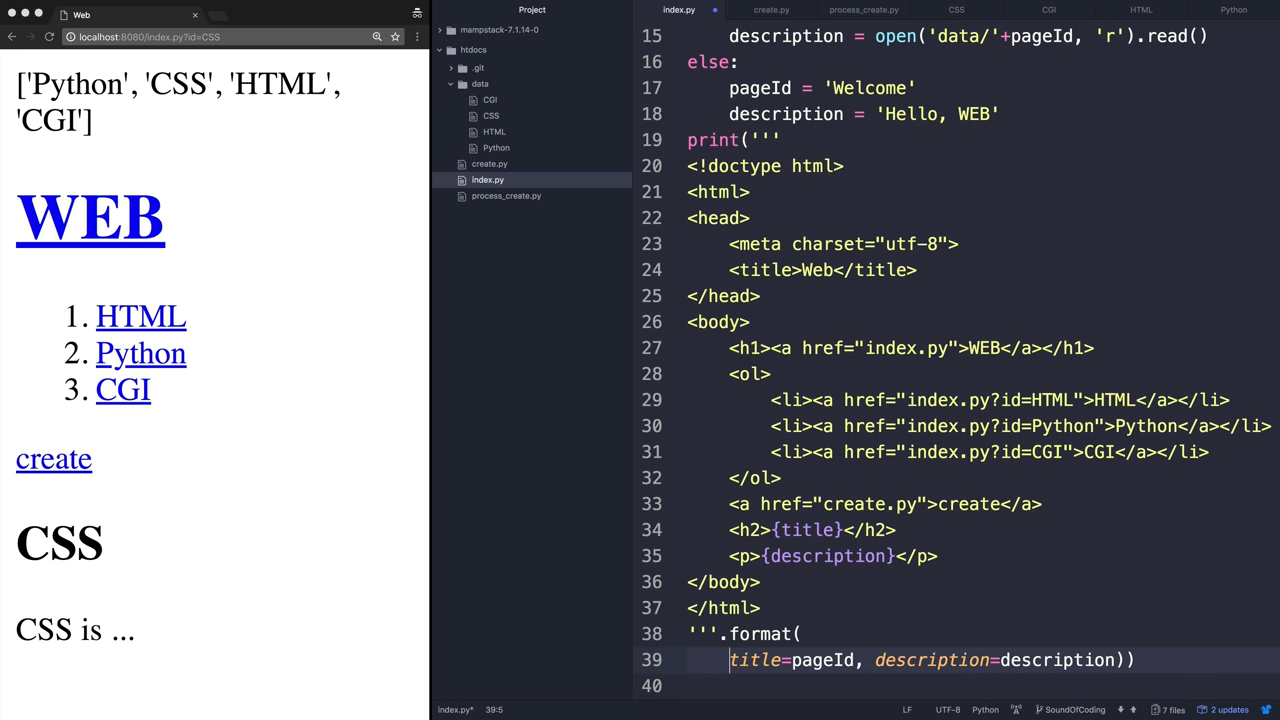 Web
localhost:8080/index.py?id=CSS
['Python', 'CSS', 'HTML',
'CGI']
WEB
1. HTML
2. Python
3. CGI
create
CSS
CSS is ...
Project
mampstack-7.1.14-0
htdocs
.git
data
CGI
CSS
HTML
Python
create.py
index.py
process_create.py
index.py create.py process_create.py CSS CGI HTML Python
15 description = open('data/'+pageId, 'r').read()
16 else:
17 pageId = 'Welcome'
18 description = 'Hello, WEB'
19 print('''
20 <!doctype html>
21 <html>
22 <head>
23 <meta charset="utf-8">
24 <title>Web</title>
25 </head>
26 <body>
27 <h1><a href="index.py">WEB</a></h1>
28 <ol>
29 <li><a href="index.py?id=HTML">HTML</a></li>
30 <li><a href="index.py?id=Python">Python</a></li>
31 <li><a href="index.py?id=CGI">CGI</a></li>
32 </ol>
33 <a href="create.py">create</a>
34 <h2>{title}</h2>
35 <p>{description}</p>
36 </body>
37 </html>
38 '''.format(
39 title=pageId, description=description))
40
index.py* 39:5 LF UTF-8 Python SoundOfCoding 7 files 2 updates